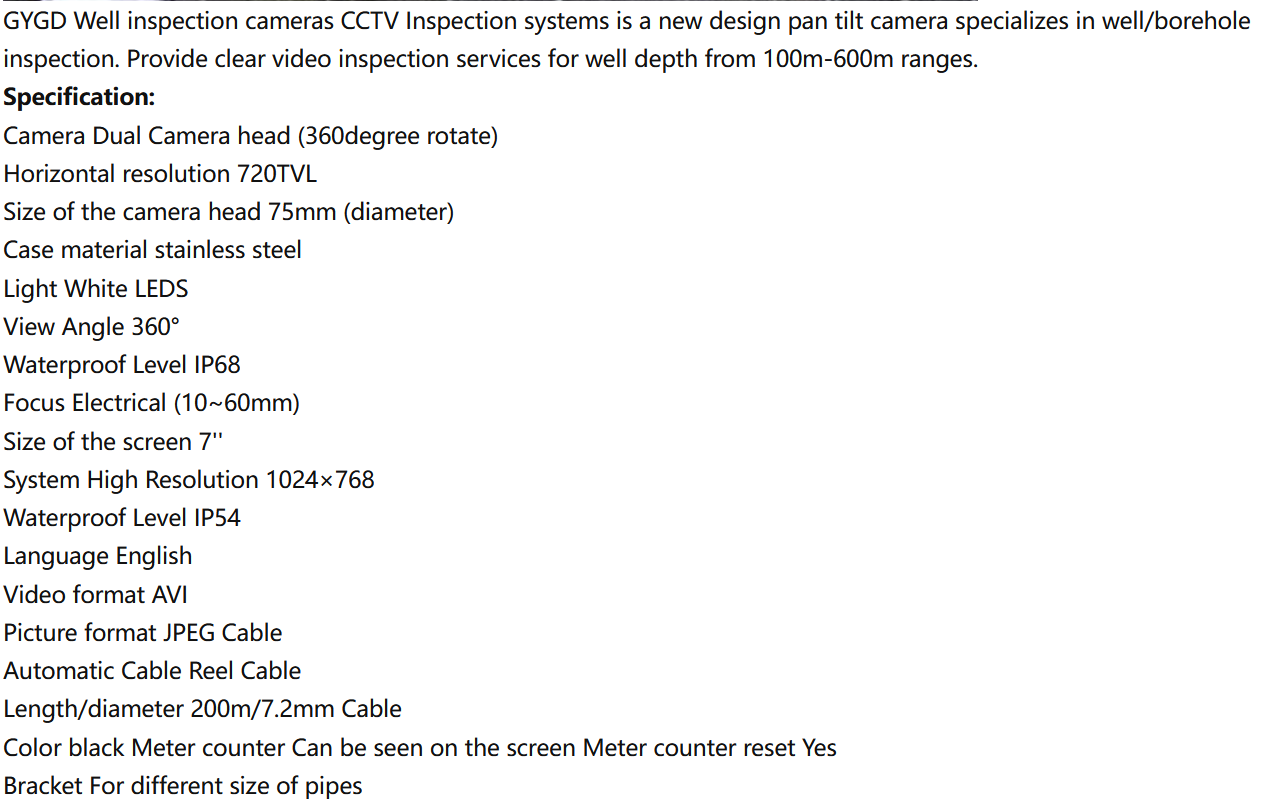 GYGD Well inspection cameras CCTV Inspection systems is a new design pan tilt camera specializes in well/borehole
inspection. Provide clear video inspection services for well depth from 100m-600m ranges.
Specification:
Camera Dual Camera head (360degree rotate)
Horizontal resolution 720TVL
Size of the camera head 75mm (diameter)
Case material stainless steel
Light White LEDS
View Angle 360°
Waterproof Level IP68
Focus Electrical (10~60mm)
Size of the screen 7''
System High Resolution 1024×768
Waterproof Level IP54
Language English
Video format AVI
Picture format JPEG Cable
Automatic Cable Reel Cable
Length/diameter 200m/7.2mm Cable
Color black Meter counter Can be seen on the screen Meter counter reset Yes
Bracket For different size of pipes